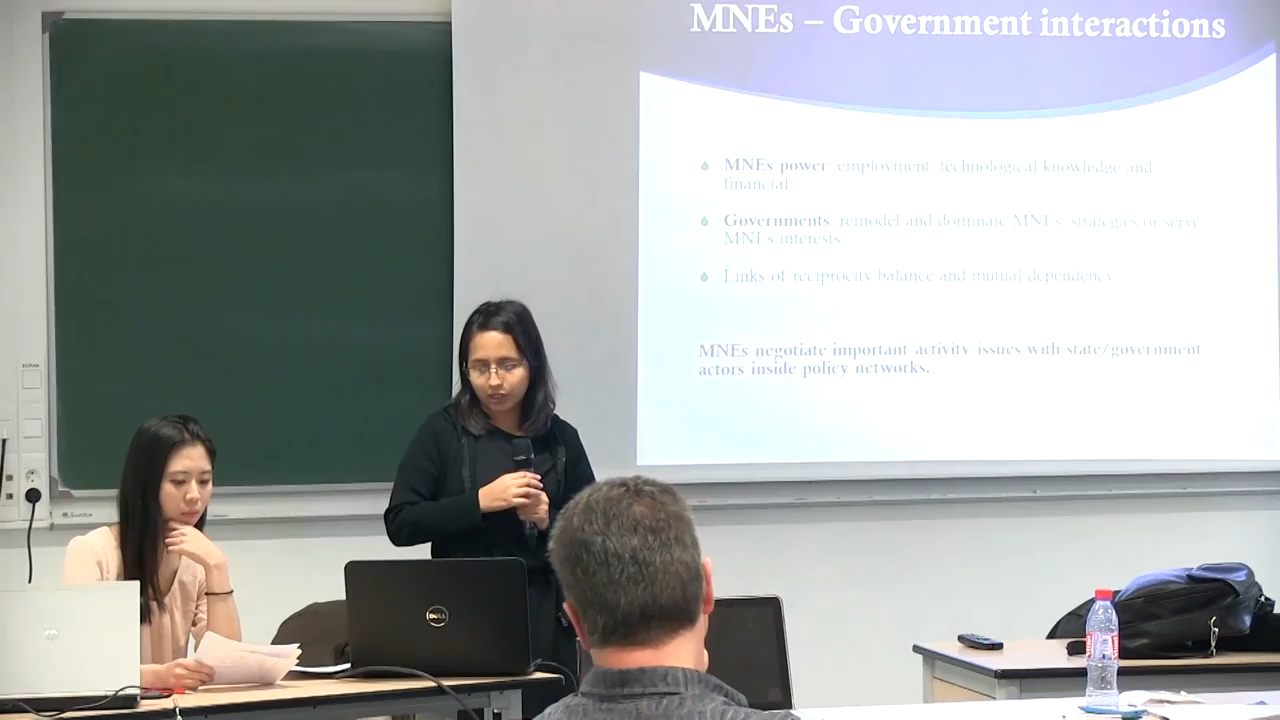 MNEs – Government interactions
MNEs power employment, technological knowledge and
financial
Governments remodel and dominate MNEs' strategies or serve
MNEs interests
Links of reciprocity balance and mutual dependency
MNEs negotiate important activity issues with state/government
actors inside policy networks.
DELL